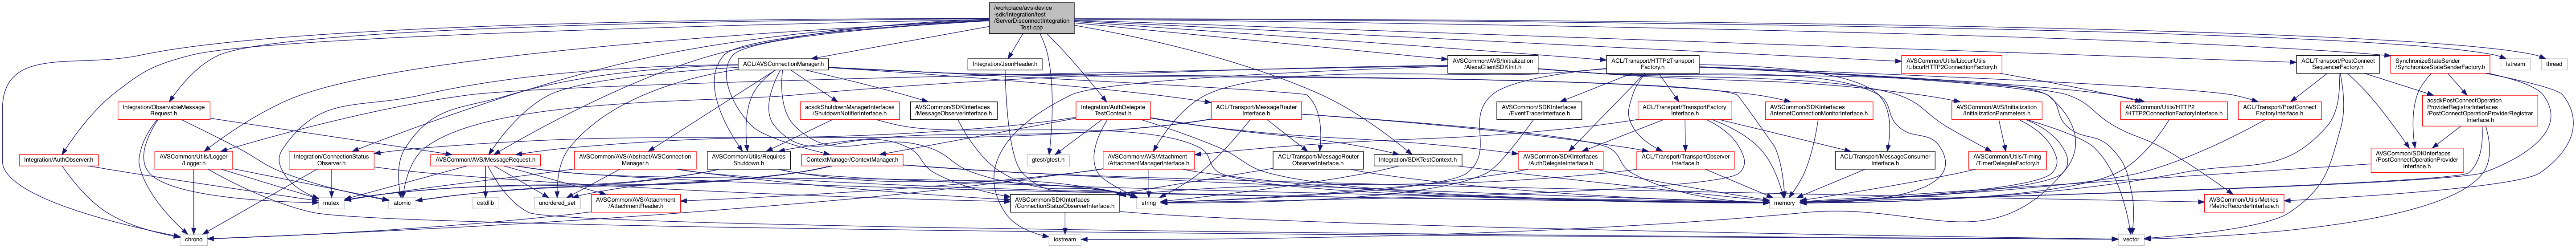 /workplace/avs-device
-sdk/Integration/test
/ServerDisconnectIntegration
Test.cpp
ACL/AVSConnectionManager.h
Integration/JsonHeader.h
AVSCommon/AVS/Initialization
/AlexaClientSDKInit.h
ACL/Transport/HTTP2Transport
Factory.h
AVSCommon/Utils/LibcurlUtils
/LibcurlHTTP2ConnectionFactory.h
ACL/Transport/PostConnect
SequencerFactory.h
SynchronizeStateSender
/SynchronizeStateSenderFactory.h
fstream
thread
Integration/ObservableMessage
Request.h
acsdkShutdownManagerInterfaces
/ShutdownNotifierInterface.h
AVSCommon/SDKInterfaces
/MessageObserverInterface.h
Integration/AuthDelegate
TestContext.h
ACL/Transport/MessageRouter
Interface.h
AVSCommon/SDKInterfaces
/EventTracerInterface.h
ACL/Transport/TransportFactory
Interface.h
AVSCommon/SDKInterfaces
/InternetConnectionMonitorInterface.h
AVSCommon/AVS/Initialization
/InitializationParameters.h
AVSCommon/Utils/HTTP2
/HTTP2ConnectionFactoryInterface.h
ACL/Transport/PostConnect
FactoryInterface.h
acsdkPostConnectOperation
ProviderRegistrarInterfaces
/PostConnectOperationProviderRegistrar
Interface.h
Integration/AuthObserver.h
AVSCommon/Utils/Logger
/Logger.h
Integration/ConnectionStatus
Observer.h
AVSCommon/AVS/MessageRequest.h
AVSCommon/AVS/AbstractAVSConnection
Manager.h
AVSCommon/Utils/Requires
Shutdown.h
ContextManager/ContextManager.h
gtest/gtest.h
AVSCommon/AVS/Attachment
/AttachmentManagerInterface.h
ACL/Transport/MessageRouter
ObserverInterface.h
Integration/SDKTestContext.h
AVSCommon/SDKInterfaces
/AuthDelegateInterface.h
ACL/Transport/TransportObserver
Interface.h
ACL/Transport/MessageConsumer
Interface.h
AVSCommon/Utils/Timing
/TimerDelegateFactory.h
AVSCommon/SDKInterfaces
/PostConnectOperationProvider
Interface.h
mutex
atomic
cstdlib
unordered_set
AVSCommon/AVS/Attachment
/AttachmentReader.h
AVSCommon/SDKInterfaces
/ConnectionStatusObserverInterface.h
string
memory
AVSCommon/Utils/Metrics
/MetricRecorderInterface.h
chrono
iostream
vector